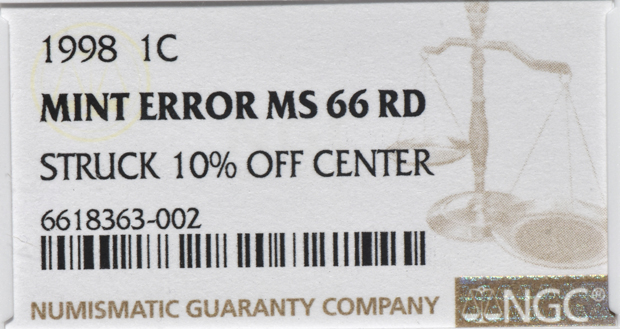 1998 1C
MINT ERROR MS 66 RD
STRUCK 10% OFF CENTER
6618363-002
NUMISMATIC GUARANTY COMPANY
NGC®